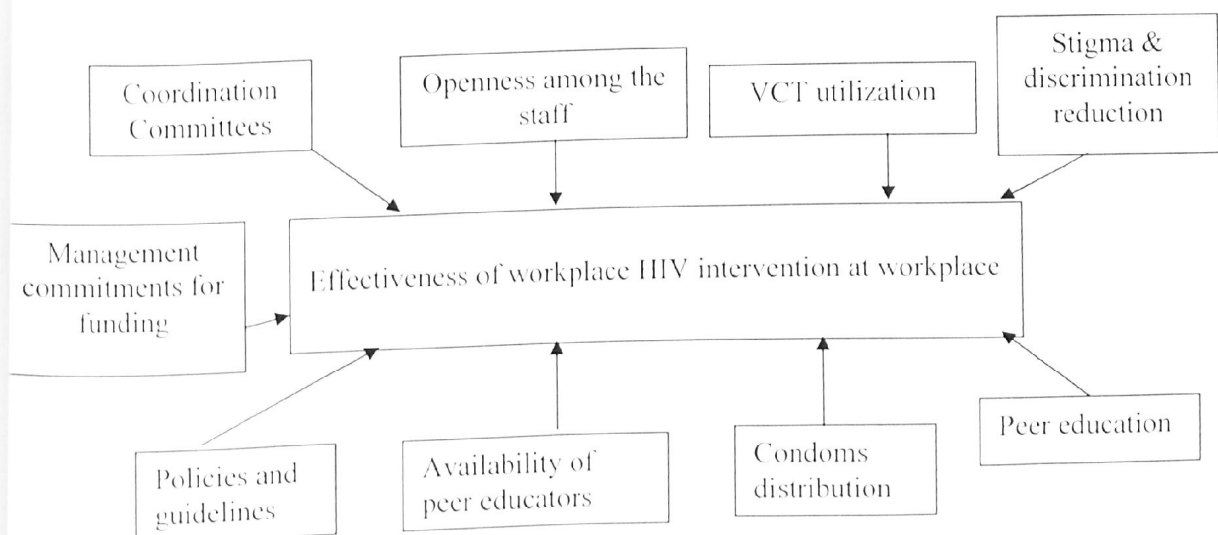 Coordination
Committees
Openness among the
staff
VCT utilization
Stigma &
discrimination
reduction
Management
commitments for
funding
Effectiveness of workplace HIV intervention at workplace
Policies and
guidelines
Availability of
peer educators
Condoms
distribution
Peer education